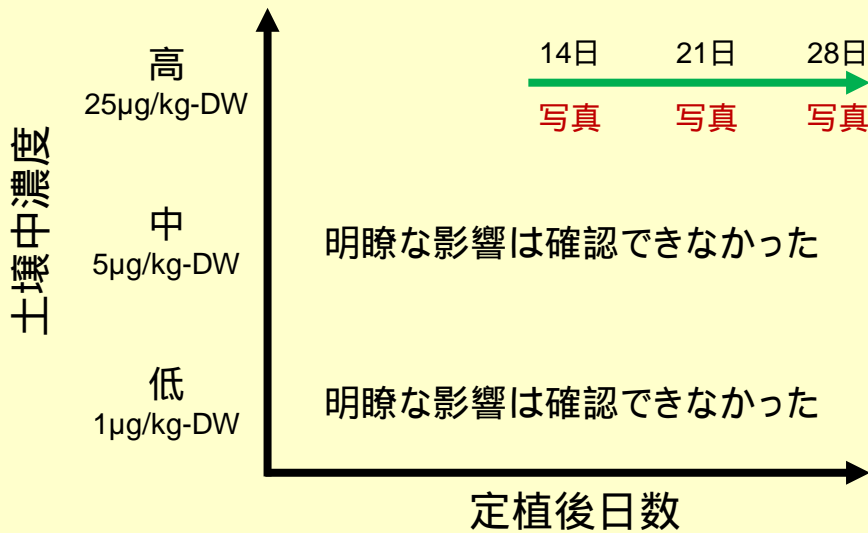 土壌中濃度
高
25μg/kg-DW
14日 21日 28日
写真 写真 写真
中
5μg/kg-DW
明瞭な影響は確認できなかった
低
1μg/kg-DW
明瞭な影響は確認できなかった
定植後日数